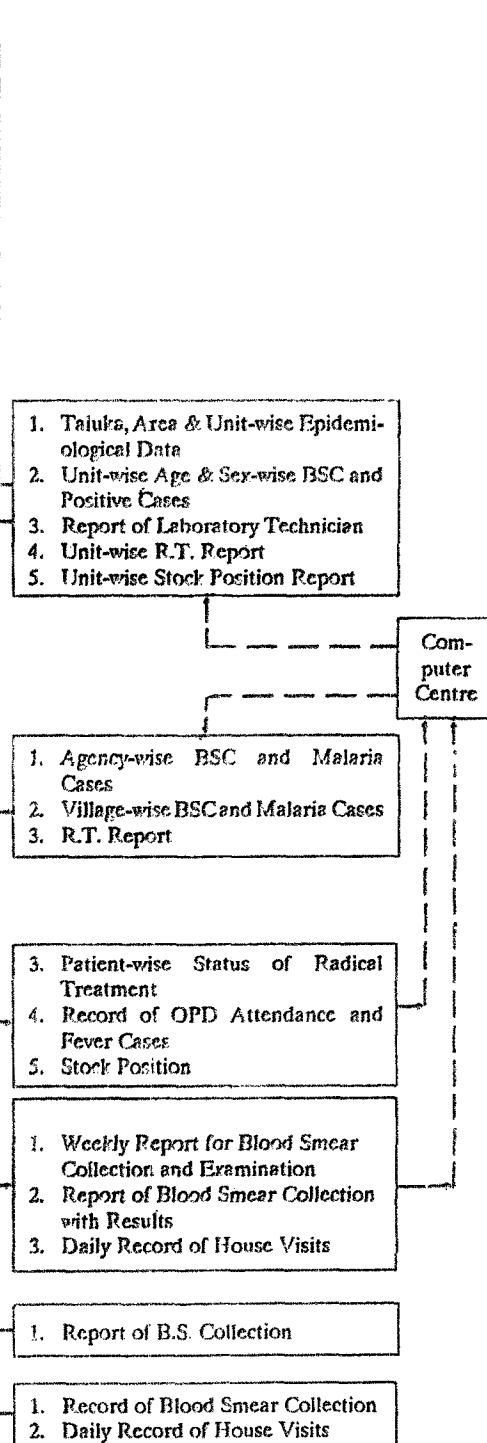 1. Taluka, Area & Unit-wise Epidemi-
ological Data
2. Unit-wise Age & Sex-wise BSC and
Positive Cases
3. Report of Laboratory Technician
4. Unit-wise R.T. Report
5. Unit-wise Stock Position Report
Com-
puter
Centre
1. Agency-wise BSC and Malaria
Cases
2. Village-wise BSC and Malaria Cases
3. R.T. Report
3. Patient-wise Status of Radical
Treatment
4. Record of OPD Attendance and
Fever Cases
5. Stock Position
1. Weekly Report for Blood Smear
Collection and Examination
2. Report of Blood Smear Collection
with Results
3. Daily Record of House Visits
1. Report of B.S. Collection
1. Record of Blood Smear Collection
2. Daily Record of House Visits